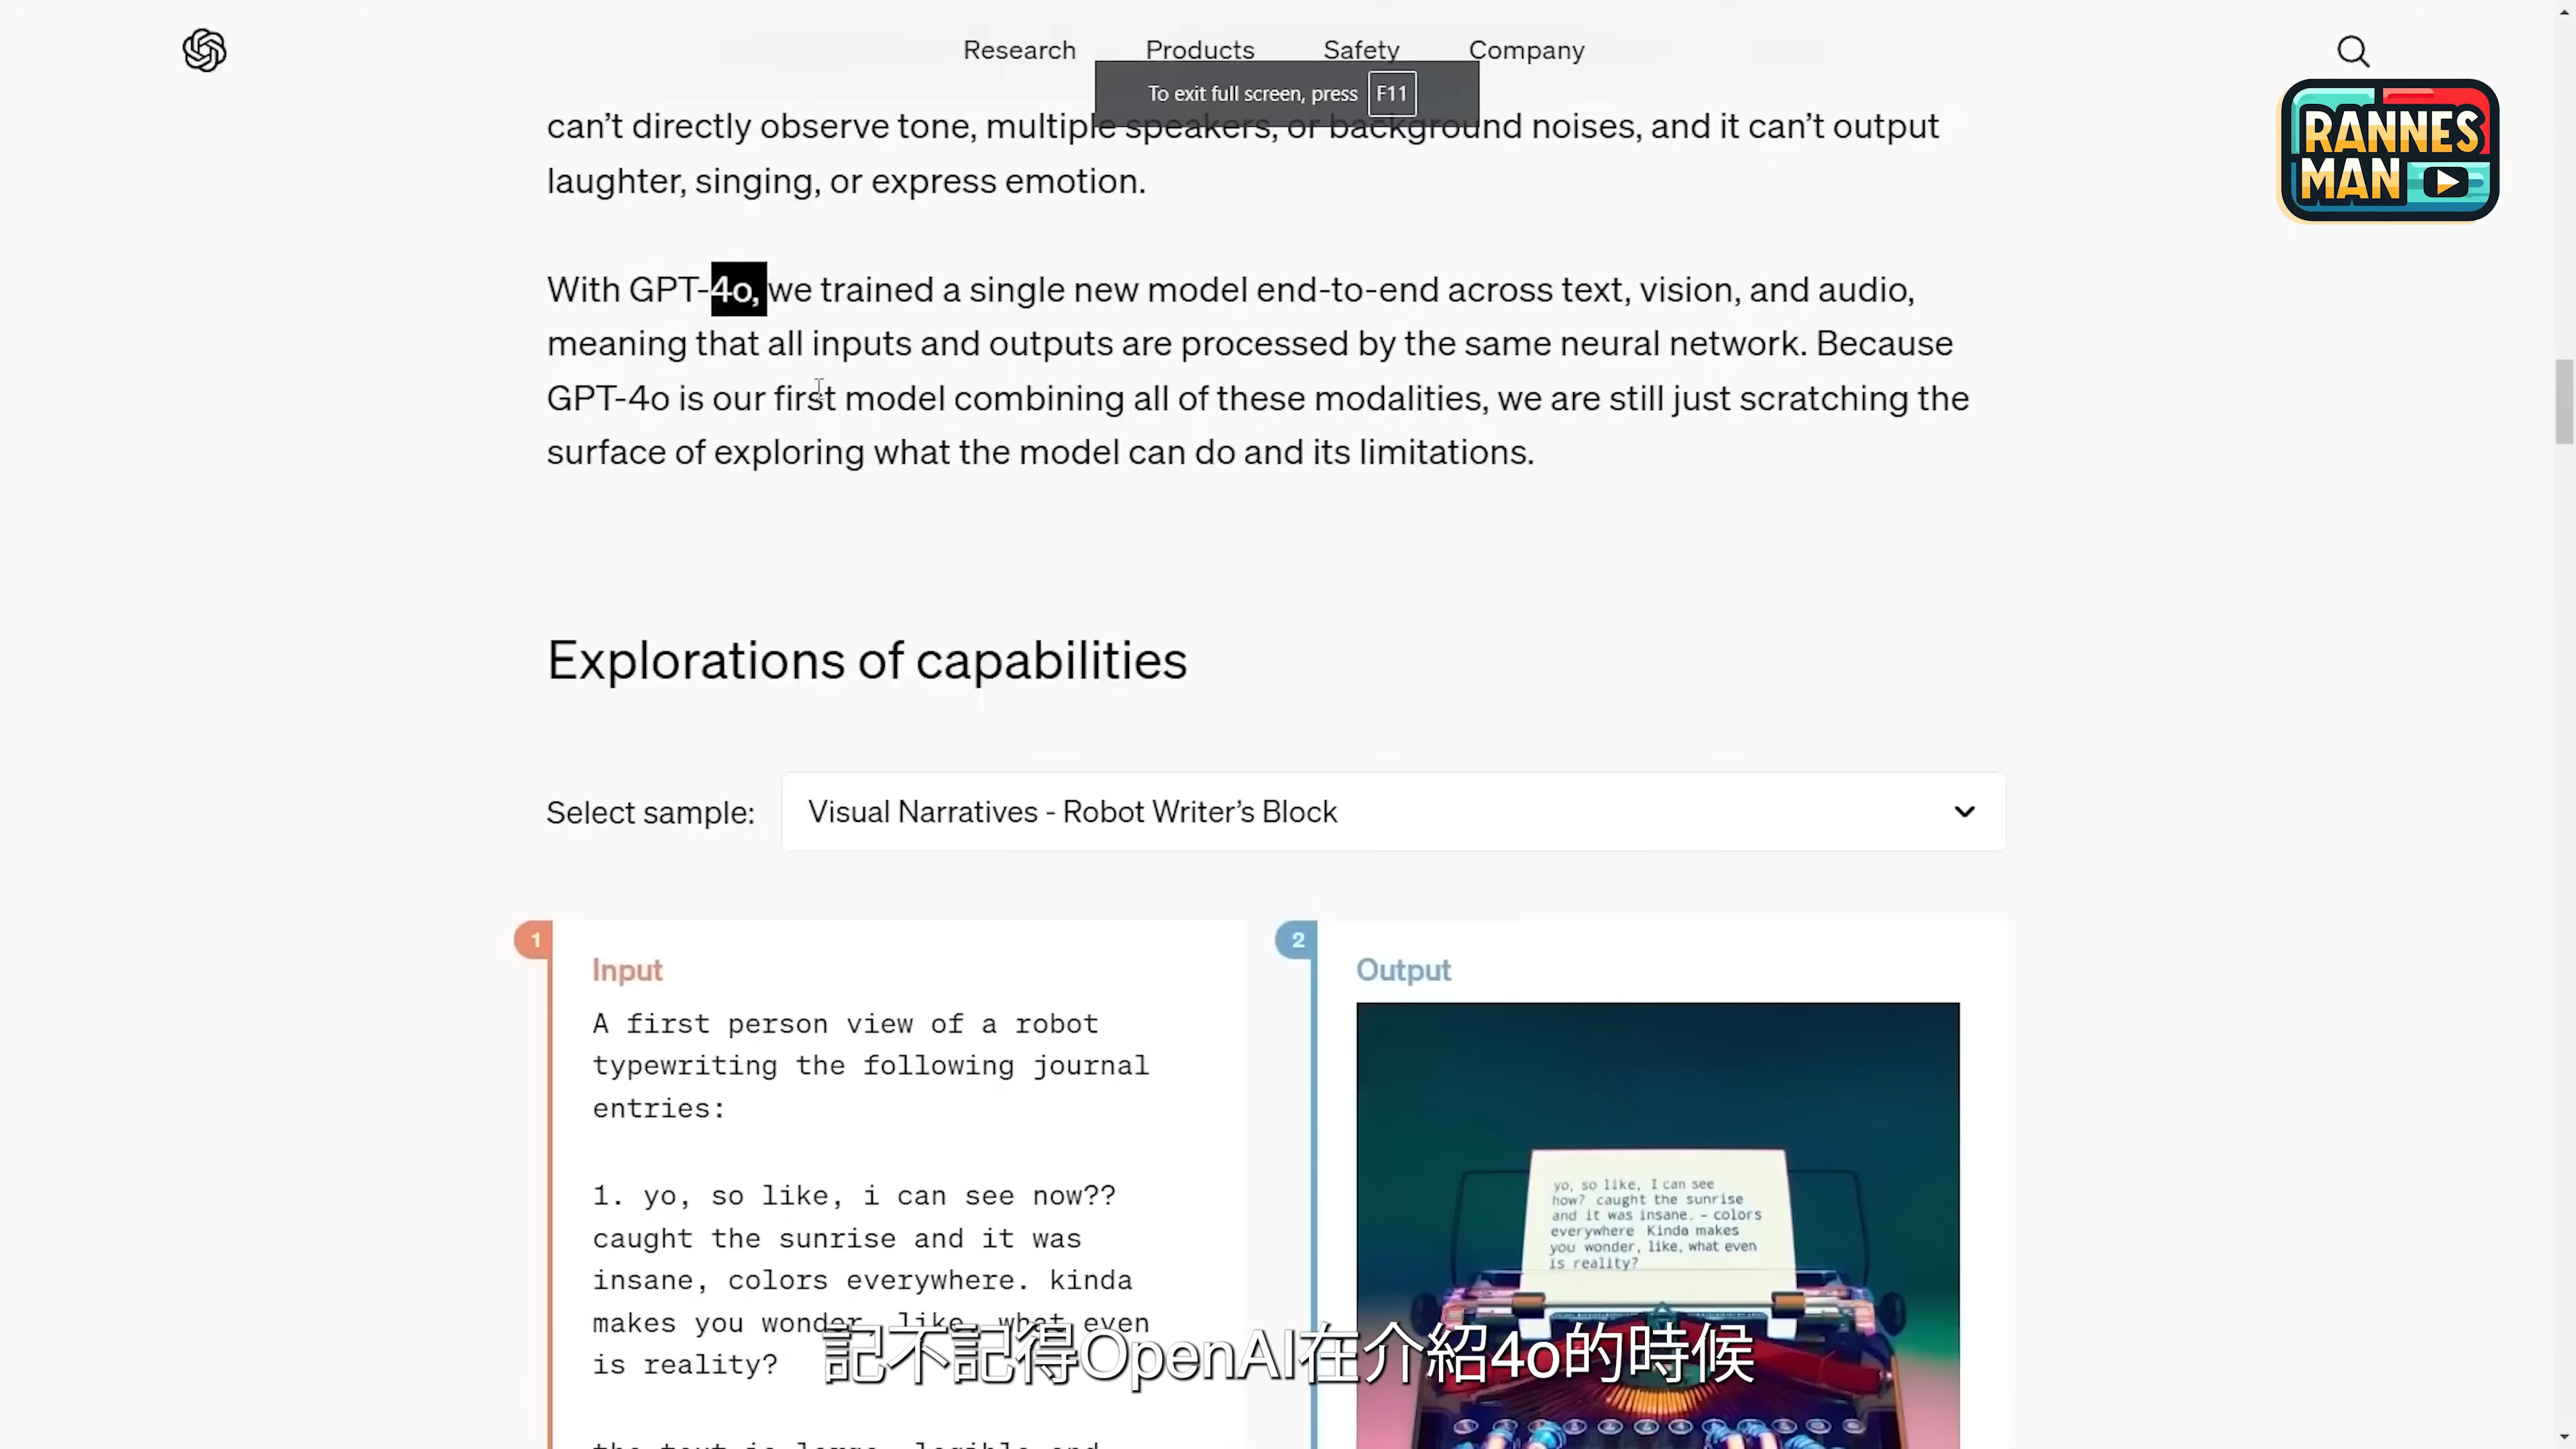 Research Products Safety Company
To exit full screen, press F11
RANNES
MAN
can’t directly observe tone, multiple speakers, or background noises, and it can’t output
laughter, singing, or express emotion.
With GPT-4o, we trained a single new model end-to-end across text, vision, and audio,
meaning that all inputs and outputs are processed by the same neural network. Because
GPT-4o is our first model combining all of these modalities, we are still just scratching the
surface of exploring what the model can do and its limitations.
Explorations of capabilities
Select sample: Visual Narratives - Robot Writer’s Block
1
Input
A first person view of a robot
typewriting the following journal
entries:
1. yo, so like, i can see now??
caught the sunrise and it was
insane, colors everywhere. kinda
makes you wonder, like, what even
is reality?
the text is large, legible and
2
Output
yo, so like, I can see
how? caught the sunrise
and it was insane. - colors
everywhere Kinda makes
you wonder, like, what even
is reality?
記不記得OpenAI在介紹4o的時候